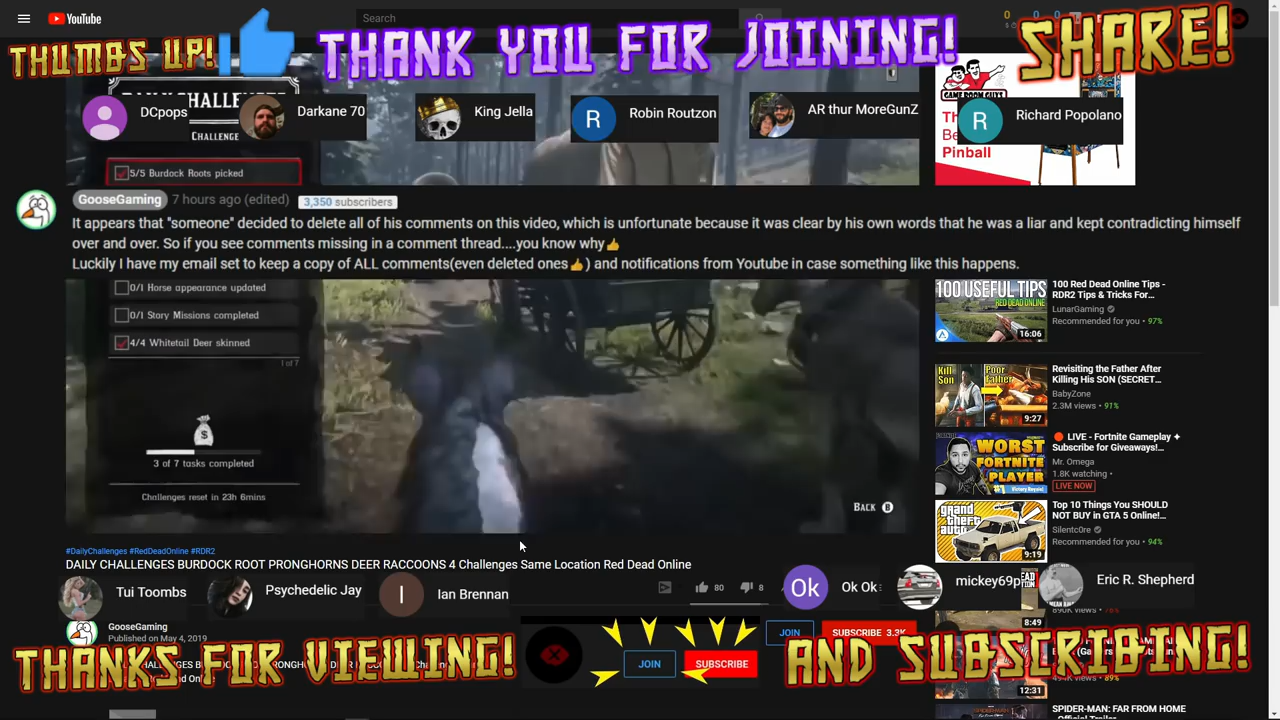 YouTube
Search
0
0
0
THUMBS UP!
THANK YOU FOR JOINING!
SHARE!
CHALLENGE
DCpops
Darkane 70
King Jella
R
Robin Routzon
AR thur MoreGunZ
R
Richard Popolano
GAME ROOM GUYS
Pinball
5/5 Burdock Roots picked
GooseGaming 7 hours ago (edited) 3,350 subscribers
It appears that "someone" decided to delete all of his comments on this video, which is unfortunate because it was clear by his own words that he was a liar and kept contradicting himself
over and over. So if you see comments missing in a comment thread....you know why👍
Luckily I have my email set to keep a copy of ALL comments(even deleted ones👍) and notifications from Youtube in case something like this happens.
0/1 Horse appearance updated
0/1 Story Missions completed
4/4 Whitetail Deer skinned
1 of 7
$
3 of 7 tasks completed
Challenges reset in 23h 6mins
BACK B
100 USEFUL TIPS
RED DEAD ONLINE
16:06
100 Red Dead Online Tips -
RDR2 Tips & Tricks For...
LunarGaming
Recommended for you • 97%
Kill
Son
Poor
Father
9:27
Revisiting the Father After
Killing His SON (SECRET...
BabyZone
2.3M views • 91%
WORST
FORTNITE
PLAYER
#1 Victory Royale!
🔴 LIVE - Fortnite Gameplay ✦
Subscribe for Giveaways!...
Mr. Omega
1.8K watching •
LIVE NOW
grand
theft
auto
9:19
Top 10 Things You SHOULD
NOT BUY in GTA 5 Online!...
Silentc0re
Recommended for you • 94%
#DailyChallenges #RedDeadOnline #RDR2
DAILY CHALLENGES BURDOCK ROOT PRONGHORNS DEER RACCOONS 4 Challenges Same Location Red Dead Online
80
8
Tui Toombs
Psychedelic Jay
I
Ian Brennan
Ok
Ok Ok
mickey69p
Eric R. Shepherd
8:49
GooseGaming
Published on May 4, 2019
JOIN
SUBSCRIBE 3.3K
JOIN
SUBSCRIBE
THANKS FOR VIEWING!
AND SUBSCRIBING!
89%
12:31
SPIDER-MAN: FAR FROM HOME